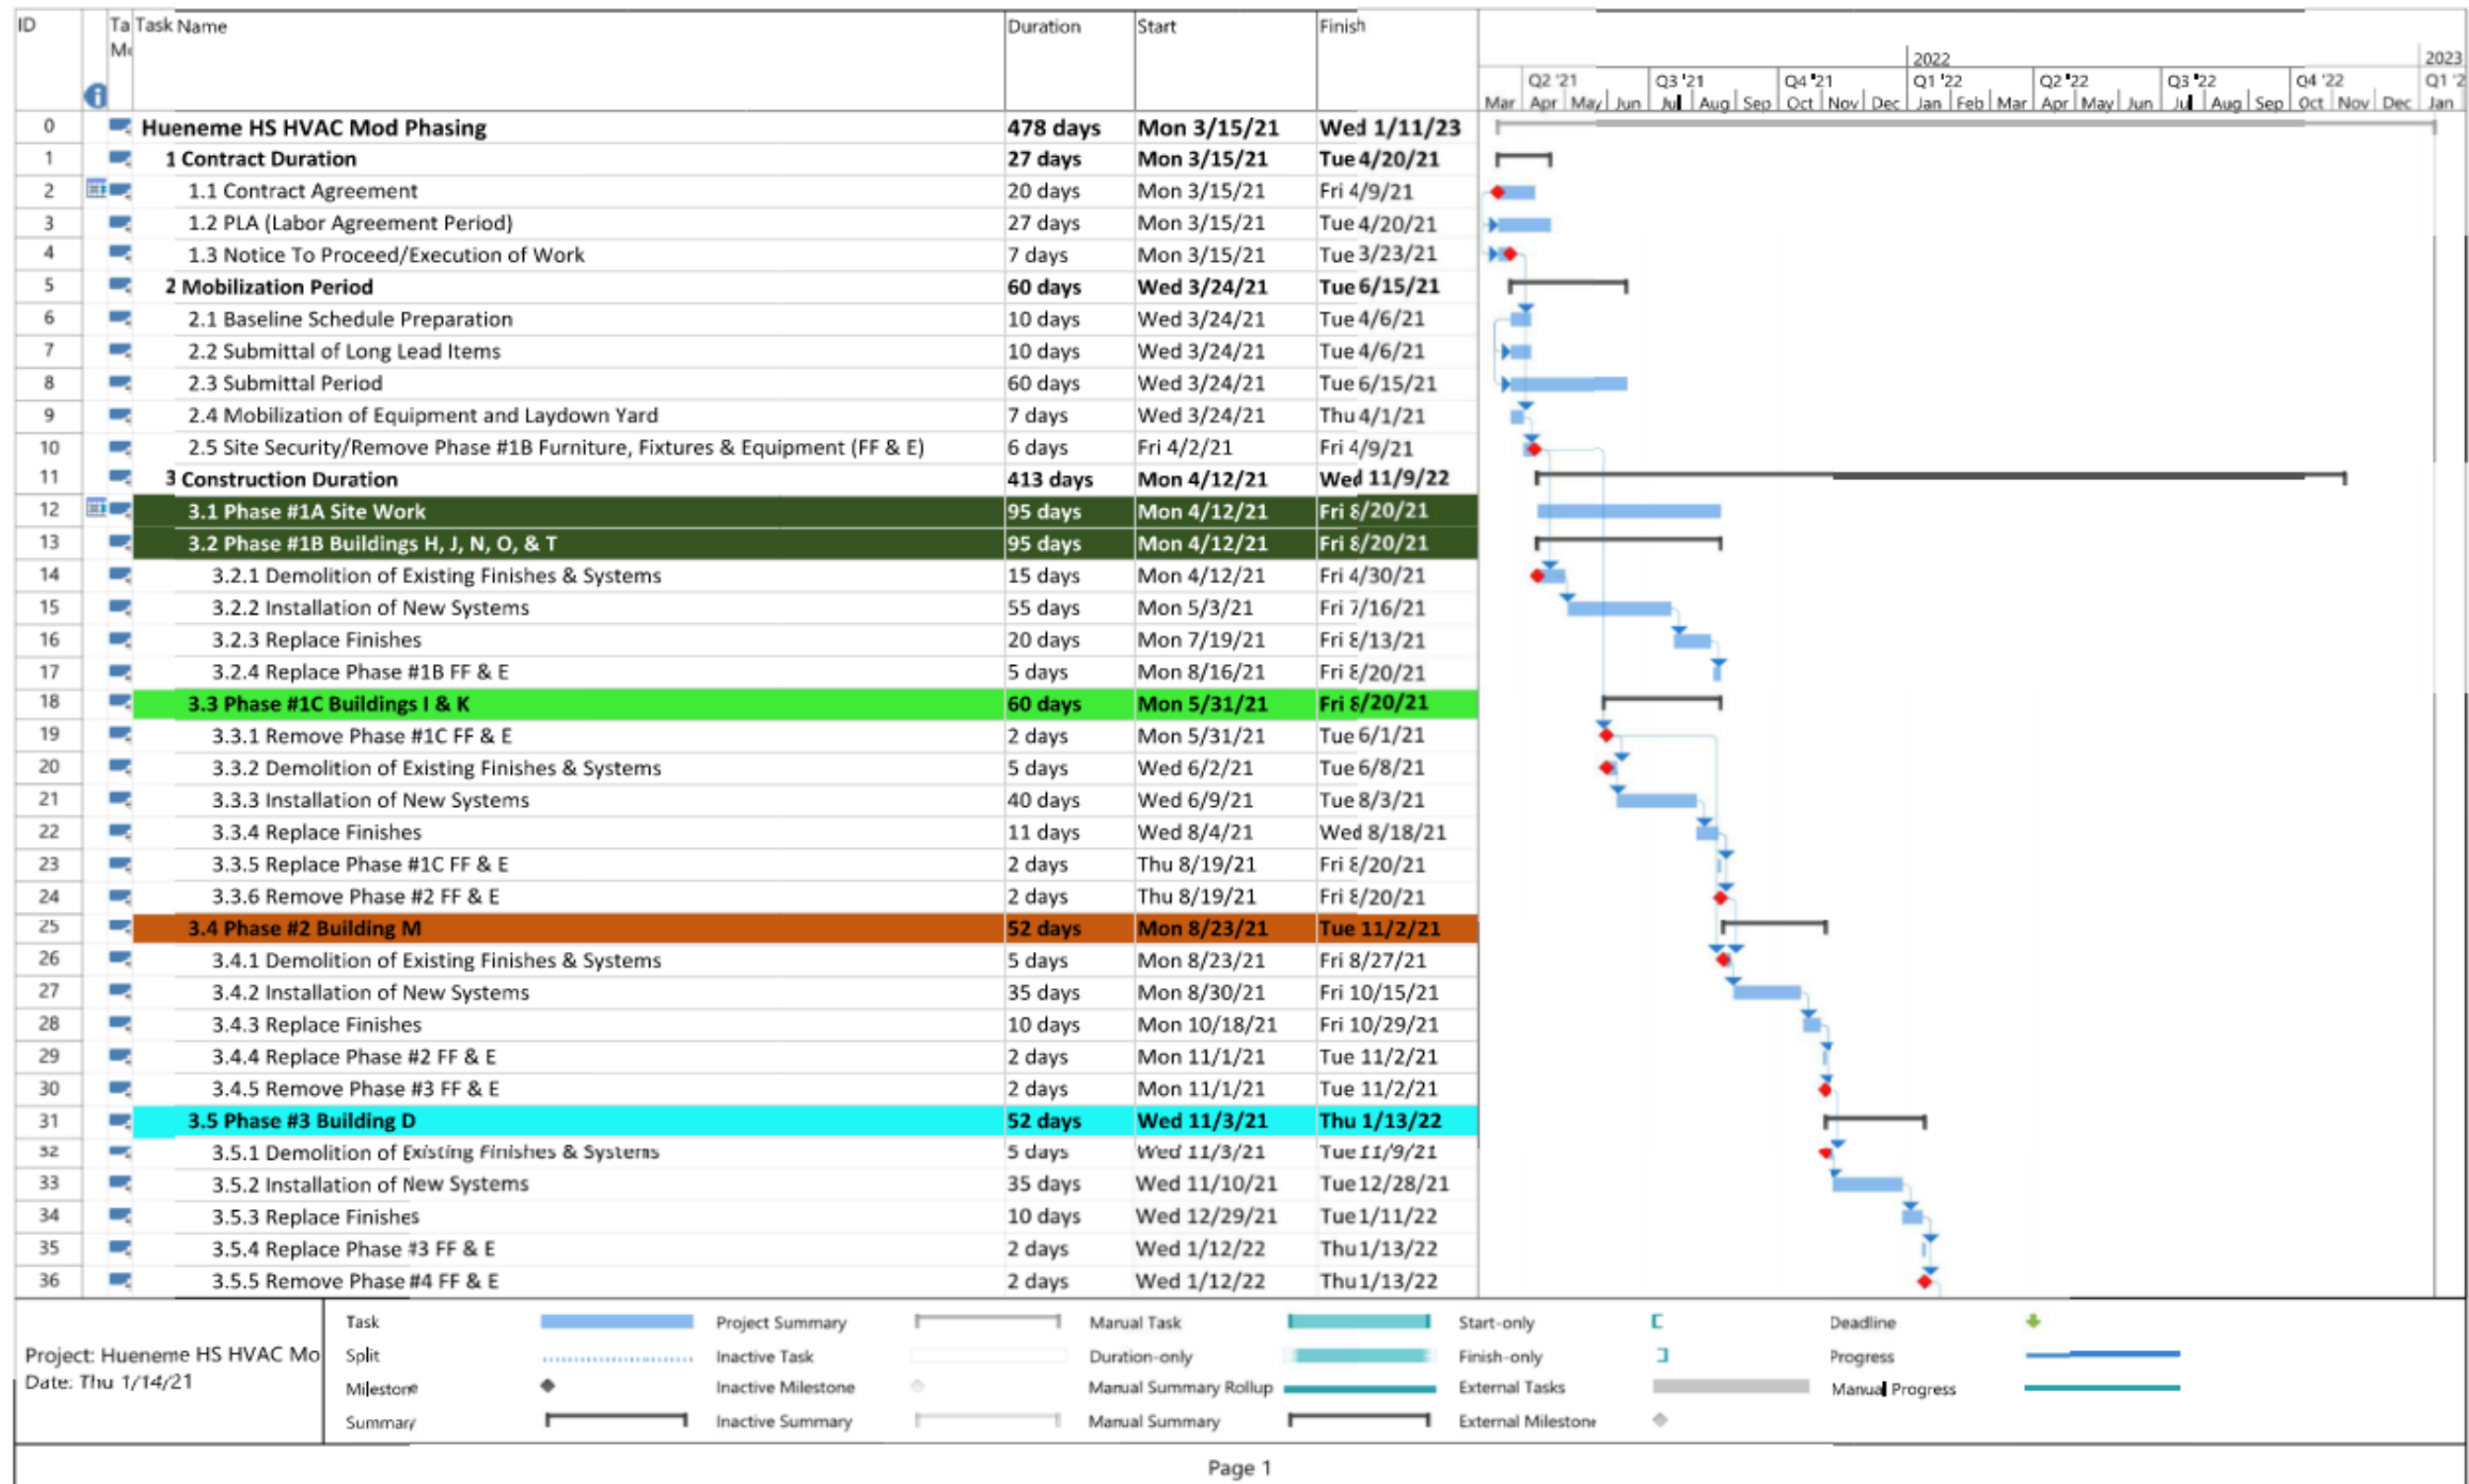 ID Ta Task Name Duration Start Finish
Mo
2022 2023
Q2 '21 Q3 '21 Q4 '21 Q1 '22 Q2 '22 Q3 '22 Q4 '22 Q1 '2
Mar Apr May Jun Jul Aug Sep Oct Nov Dec Jan Feb Mar Apr May Jun Jul Aug Sep Oct Nov Dec Jan
0 Hueneme HS HVAC Mod Phasing 478 days Mon 3/15/21 Wed 1/11/23
1 1 Contract Duration 27 days Mon 3/15/21 Tue 4/20/21
2 1.1 Contract Agreement 20 days Mon 3/15/21 Fri 4/9/21
3 1.2 PLA (Labor Agreement Period) 27 days Mon 3/15/21 Tue 4/20/21
4 1.3 Notice To Proceed/Execution of Work 7 days Mon 3/15/21 Tue 3/23/21
5 2 Mobilization Period 60 days Wed 3/24/21 Tue 6/15/21
6 2.1 Baseline Schedule Preparation 10 days Wed 3/24/21 Tue 4/6/21
7 2.2 Submittal of Long Lead Items 10 days Wed 3/24/21 Tue 4/6/21
8 2.3 Submittal Period 60 days Wed 3/24/21 Tue 6/15/21
9 2.4 Mobilization of Equipment and Laydown Yard 7 days Wed 3/24/21 Thu 4/1/21
10 2.5 Site Security/Remove Phase #1B Furniture, Fixtures & Equipment (FF & E) 6 days Fri 4/2/21 Fri 4/9/21
11 3 Construction Duration 413 days Mon 4/12/21 Wed 11/9/22
12 3.1 Phase #1A Site Work 95 days Mon 4/12/21 Fri 8/20/21
13 3.2 Phase #1B Buildings H, J, N, O, & T 95 days Mon 4/12/21 Fri 8/20/21
14 3.2.1 Demolition of Existing Finishes & Systems 15 days Mon 4/12/21 Fri 4/30/21
15 3.2.2 Installation of New Systems 55 days Mon 5/3/21 Fri 7/16/21
16 3.2.3 Replace Finishes 20 days Mon 7/19/21 Fri 8/13/21
17 3.2.4 Replace Phase #1B FF & E 5 days Mon 8/16/21 Fri 8/20/21
18 3.3 Phase #1C Buildings I & K 60 days Mon 5/31/21 Fri 8/20/21
19 3.3.1 Remove Phase #1C FF & E 2 days Mon 5/31/21 Tue 6/1/21
20 3.3.2 Demolition of Existing Finishes & Systems 5 days Wed 6/2/21 Tue 6/8/21
21 3.3.3 Installation of New Systems 40 days Wed 6/9/21 Tue 8/3/21
22 3.3.4 Replace Finishes 11 days Wed 8/4/21 Wed 8/18/21
23 3.3.5 Replace Phase #1C FF & E 2 days Thu 8/19/21 Fri 8/20/21
24 3.3.6 Remove Phase #2 FF & E 2 days Thu 8/19/21 Fri 8/20/21
25 3.4 Phase #2 Building M 52 days Mon 8/23/21 Tue 11/2/21
26 3.4.1 Demolition of Existing Finishes & Systems 5 days Mon 8/23/21 Fri 8/27/21
27 3.4.2 Installation of New Systems 35 days Mon 8/30/21 Fri 10/15/21
28 3.4.3 Replace Finishes 10 days Mon 10/18/21 Fri 10/29/21
29 3.4.4 Replace Phase #2 FF & E 2 days Mon 11/1/21 Tue 11/2/21
30 3.4.5 Remove Phase #3 FF & E 2 days Mon 11/1/21 Tue 11/2/21
31 3.5 Phase #3 Building D 52 days Wed 11/3/21 Thu 1/13/22
32 3.5.1 Demolition of Existing Finishes & Systems 5 days Wed 11/3/21 Tue 11/9/21
33 3.5.2 Installation of New Systems 35 days Wed 11/10/21 Tue 12/28/21
34 3.5.3 Replace Finishes 10 days Wed 12/29/21 Tue 1/11/22
35 3.5.4 Replace Phase #3 FF & E 2 days Wed 1/12/22 Thu 1/13/22
36 3.5.5 Remove Phase #4 FF & E 2 days Wed 1/12/22 Thu 1/13/22
Project: Hueneme HS HVAC Mo
Date: Thu 1/14/21
Task Project Summary Manual Task Start-only Deadline
Split Inactive Task Duration-only Finish-only Progress
Milestone Inactive Milestone Manual Summary Rollup External Tasks Manual Progress
Summary Inactive Summary Manual Summary External Milestone
Page 1